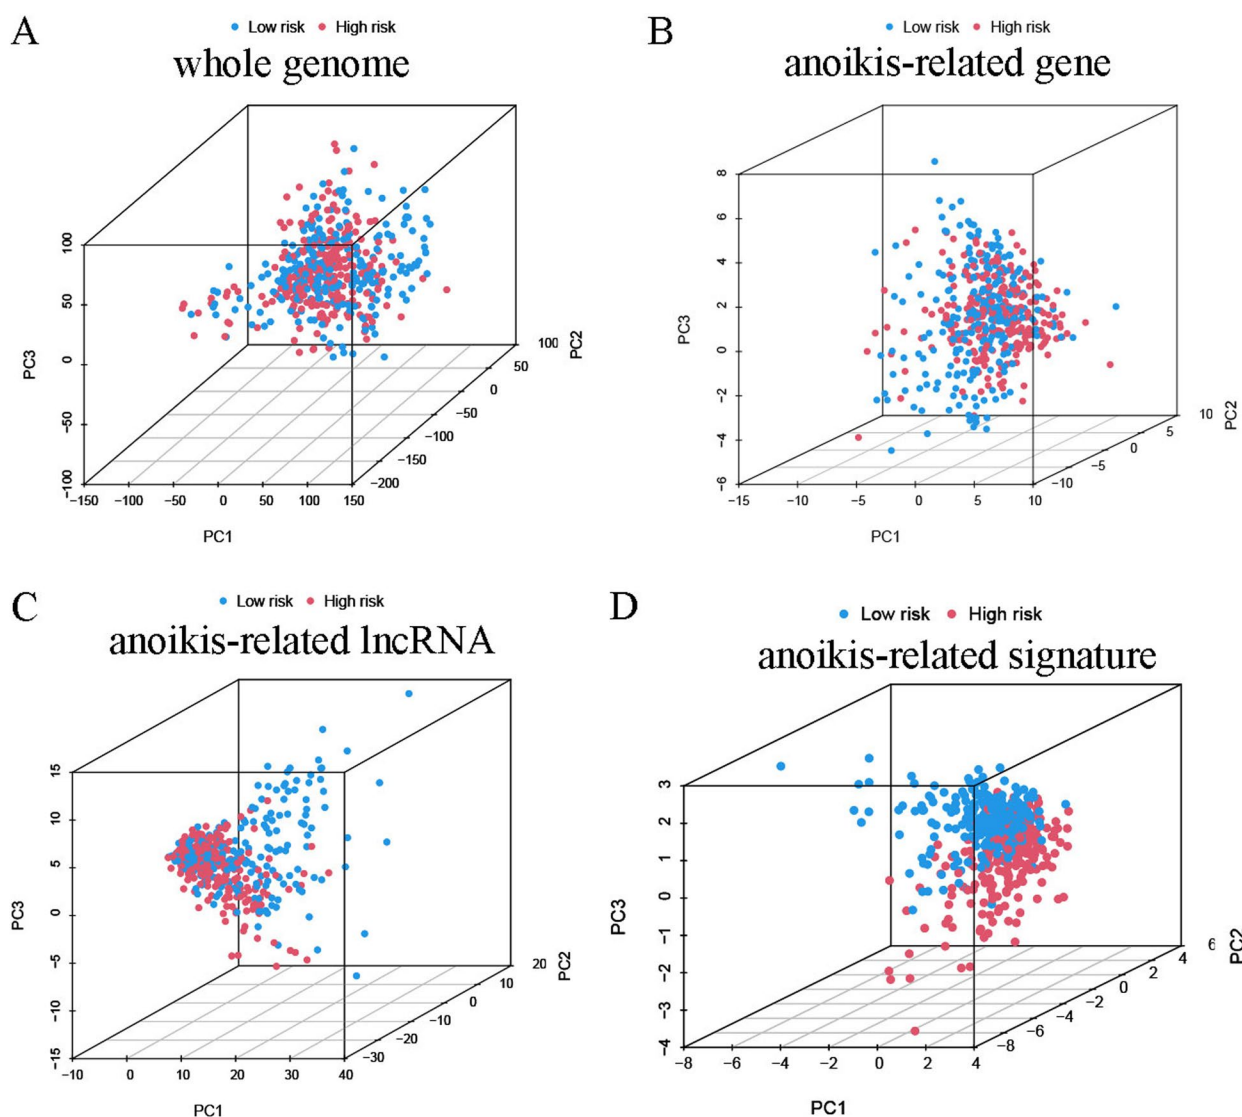 A
Low risk High risk
whole genome
100
50
0
−50
−100
PC3
−150 −100 −50 0 50 100 150
PC1
−200
−150
−100
−50
0
50
100
PC2
B
Low risk High risk
anoikis-related gene
8
6
4
2
0
−2
−4
−6
PC3
−15 −10 −5 0 5 10
PC1
−10
−5
0
5
10
PC2
C
Low risk High risk
anoikis-related lncRNA
15
10
5
0
−5
−10
−15
PC3
−10 0 10 20 30 40
PC1
−30
−20
−10
0
10
20
PC2
D
Low risk High risk
anoikis-related signature
3
2
1
0
−1
−2
−3
−4
PC3
−8 −6 −4 −2 0 2 4
PC1
−8
−6
−4
−2
0
2
4
6
PC2